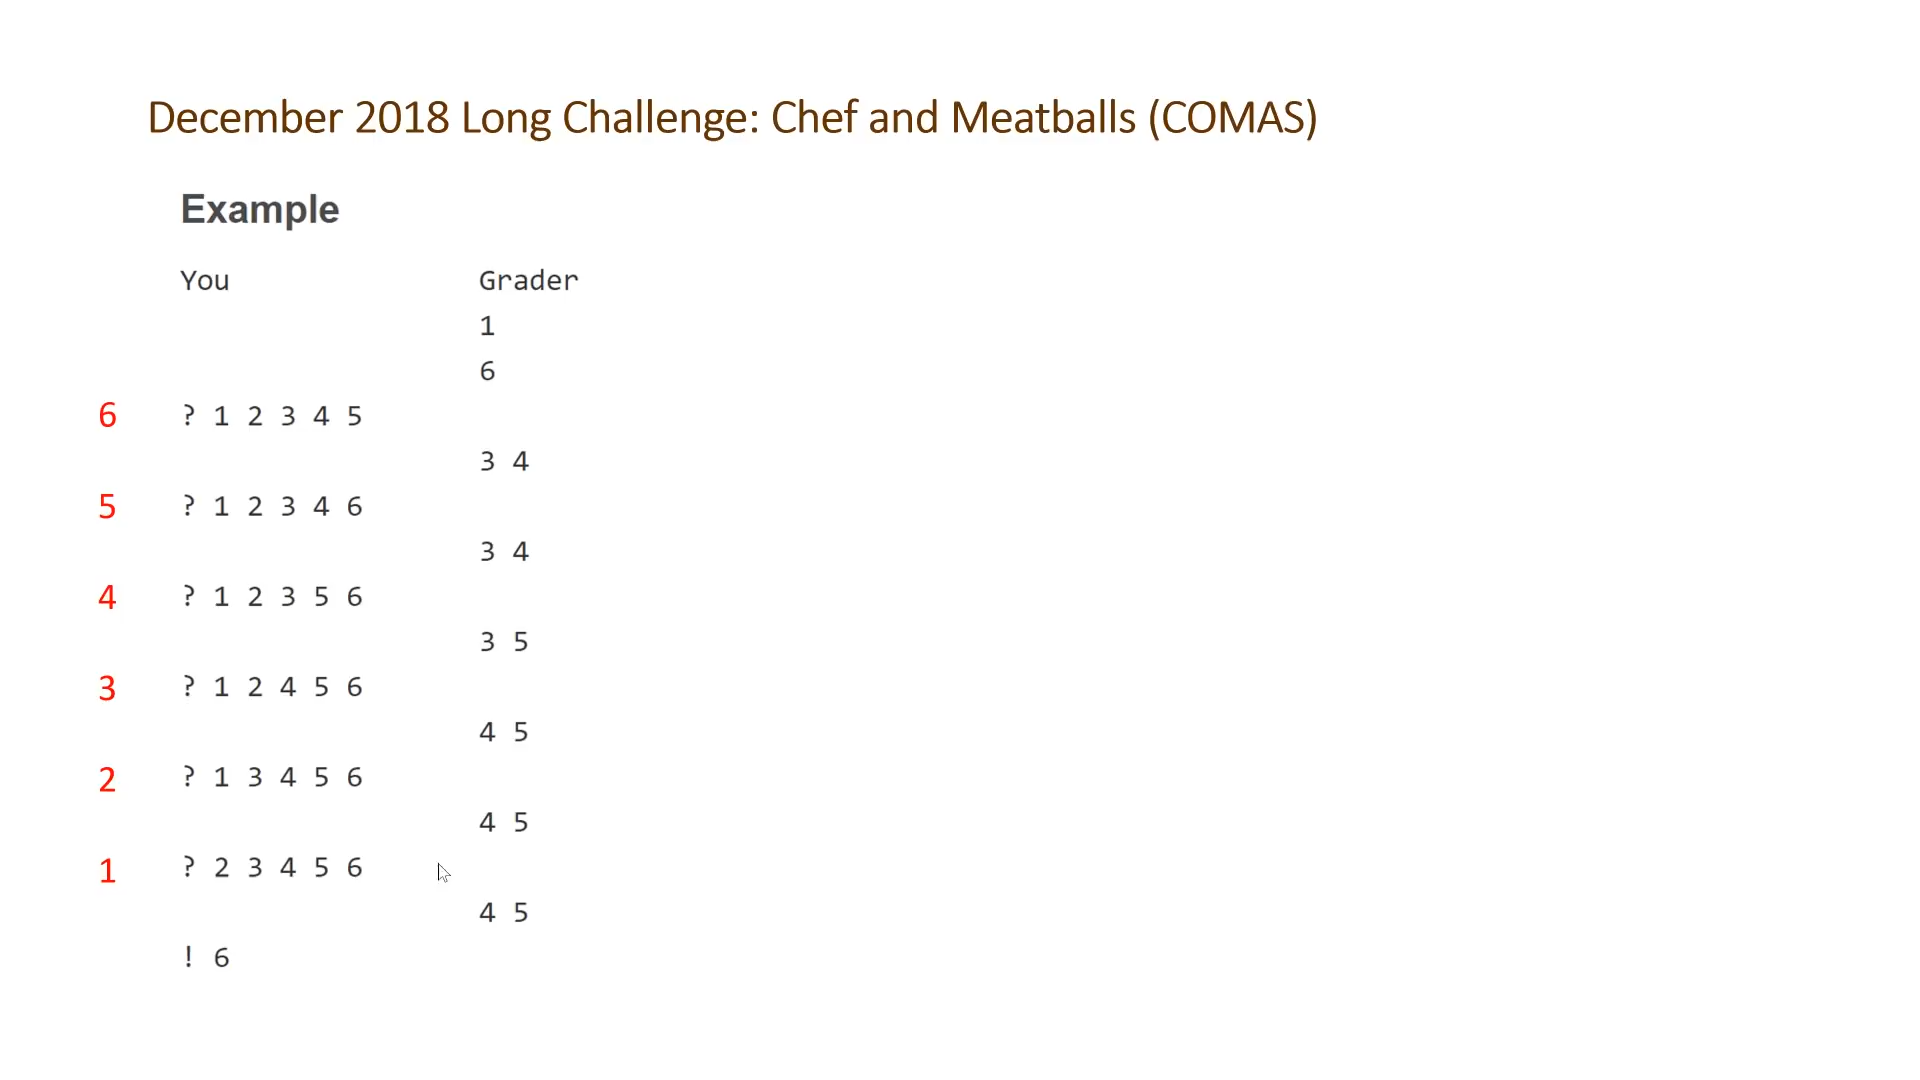 December 2018 Long Challenge: Chef and Meatballs (COMAS)
Example
You Grader
1
6
6 ? 1 2 3 4 5
3 4
5 ? 1 2 3 4 6
3 4
4 ? 1 2 3 5 6
3 5
3 ? 1 2 4 5 6
4 5
2 ? 1 3 4 5 6
4 5
1 ? 2 3 4 5 6
4 5
! 6